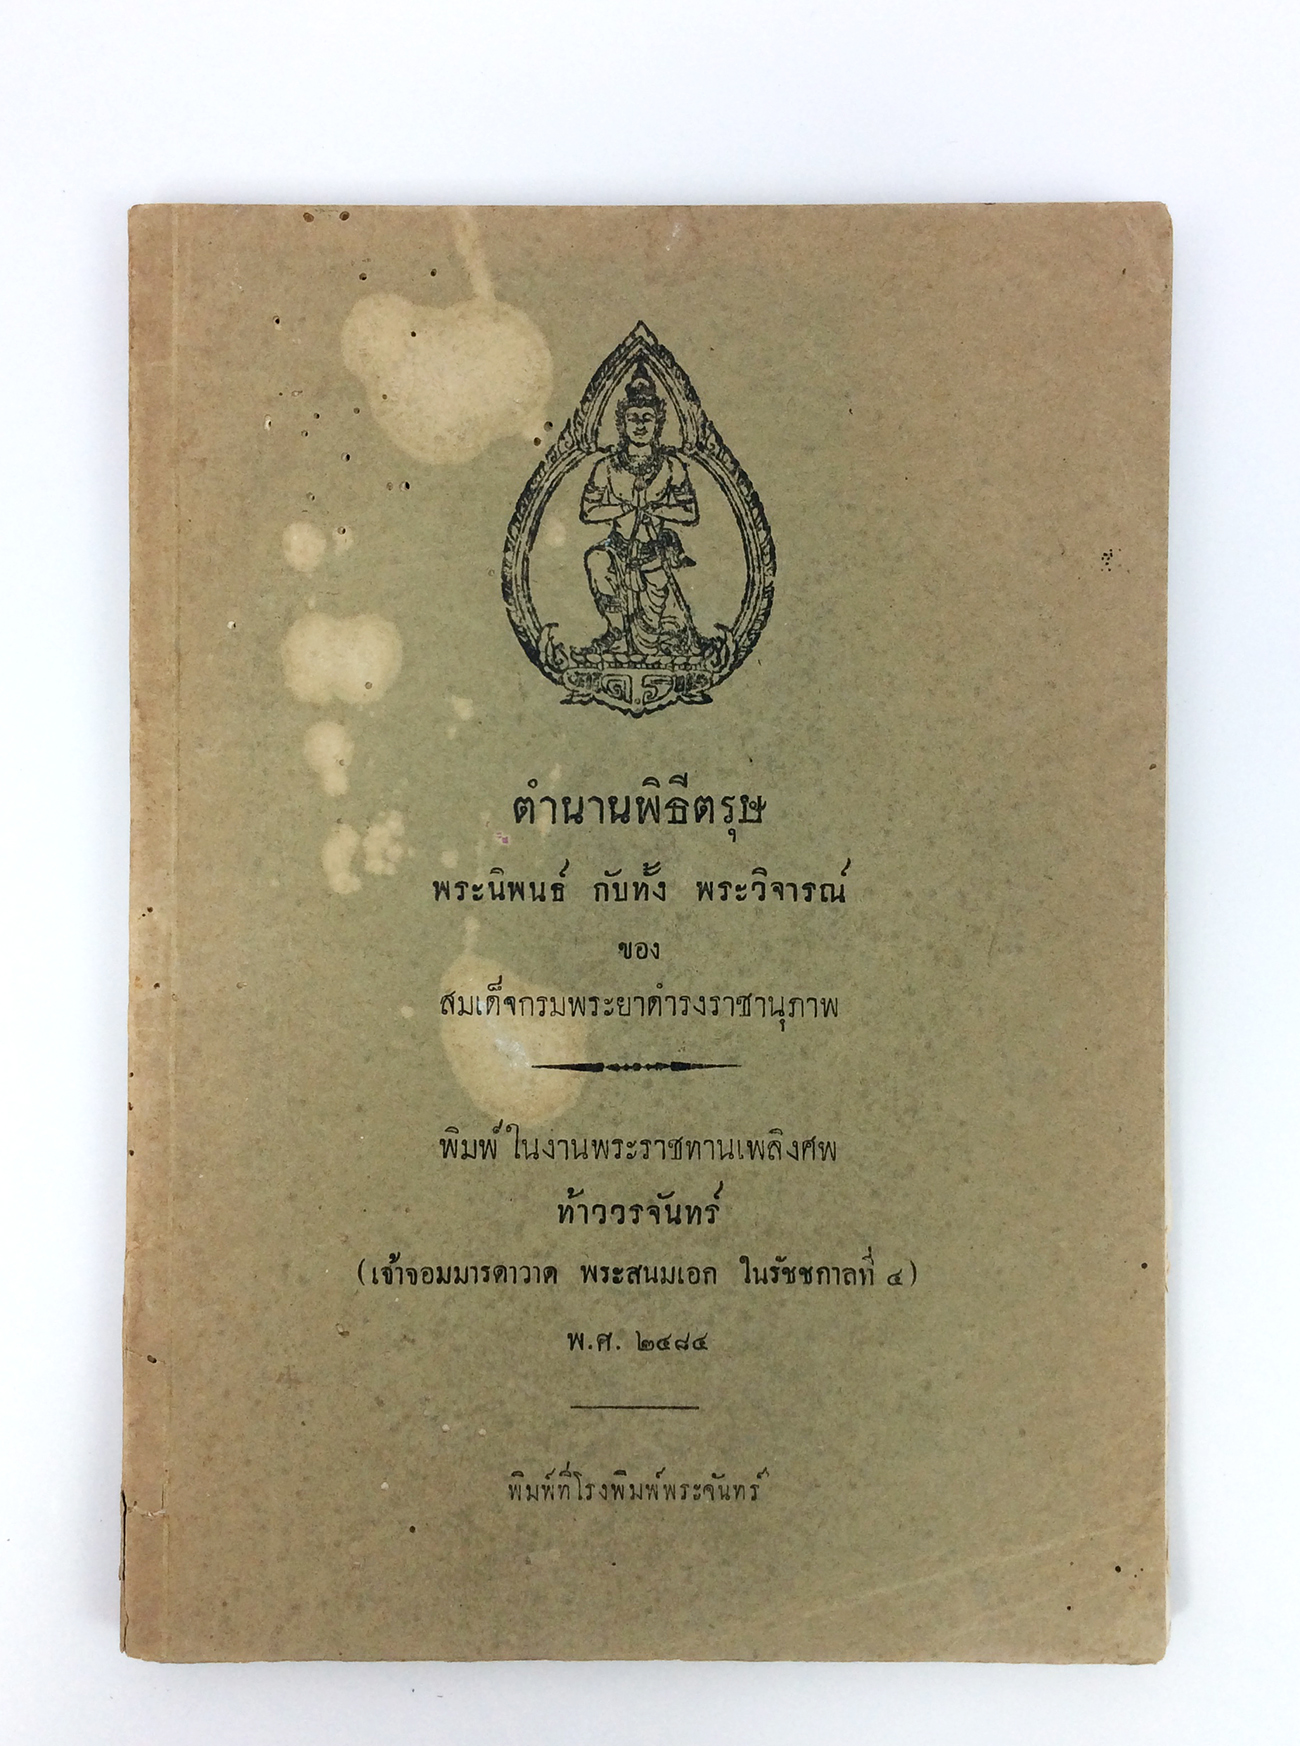 ด.ร
ตำนานพิธีตรุษ
พระนิพนธ์ กับทั้ง พระวิจารณ์
ของ
สมเด็จกรมพระยาดำรงราชานุภาพ
พิมพ์ในงานพระราชทานเพลิงศพ
ท้าววรจันทร์
(เจ้าจอมมารดาวาด พระสนมเอก ในรัชชกาลที่ ๔)
พ.ศ. ๒๔๘๔
พิมพ์ที่โรงพิมพ์พระจันทร์